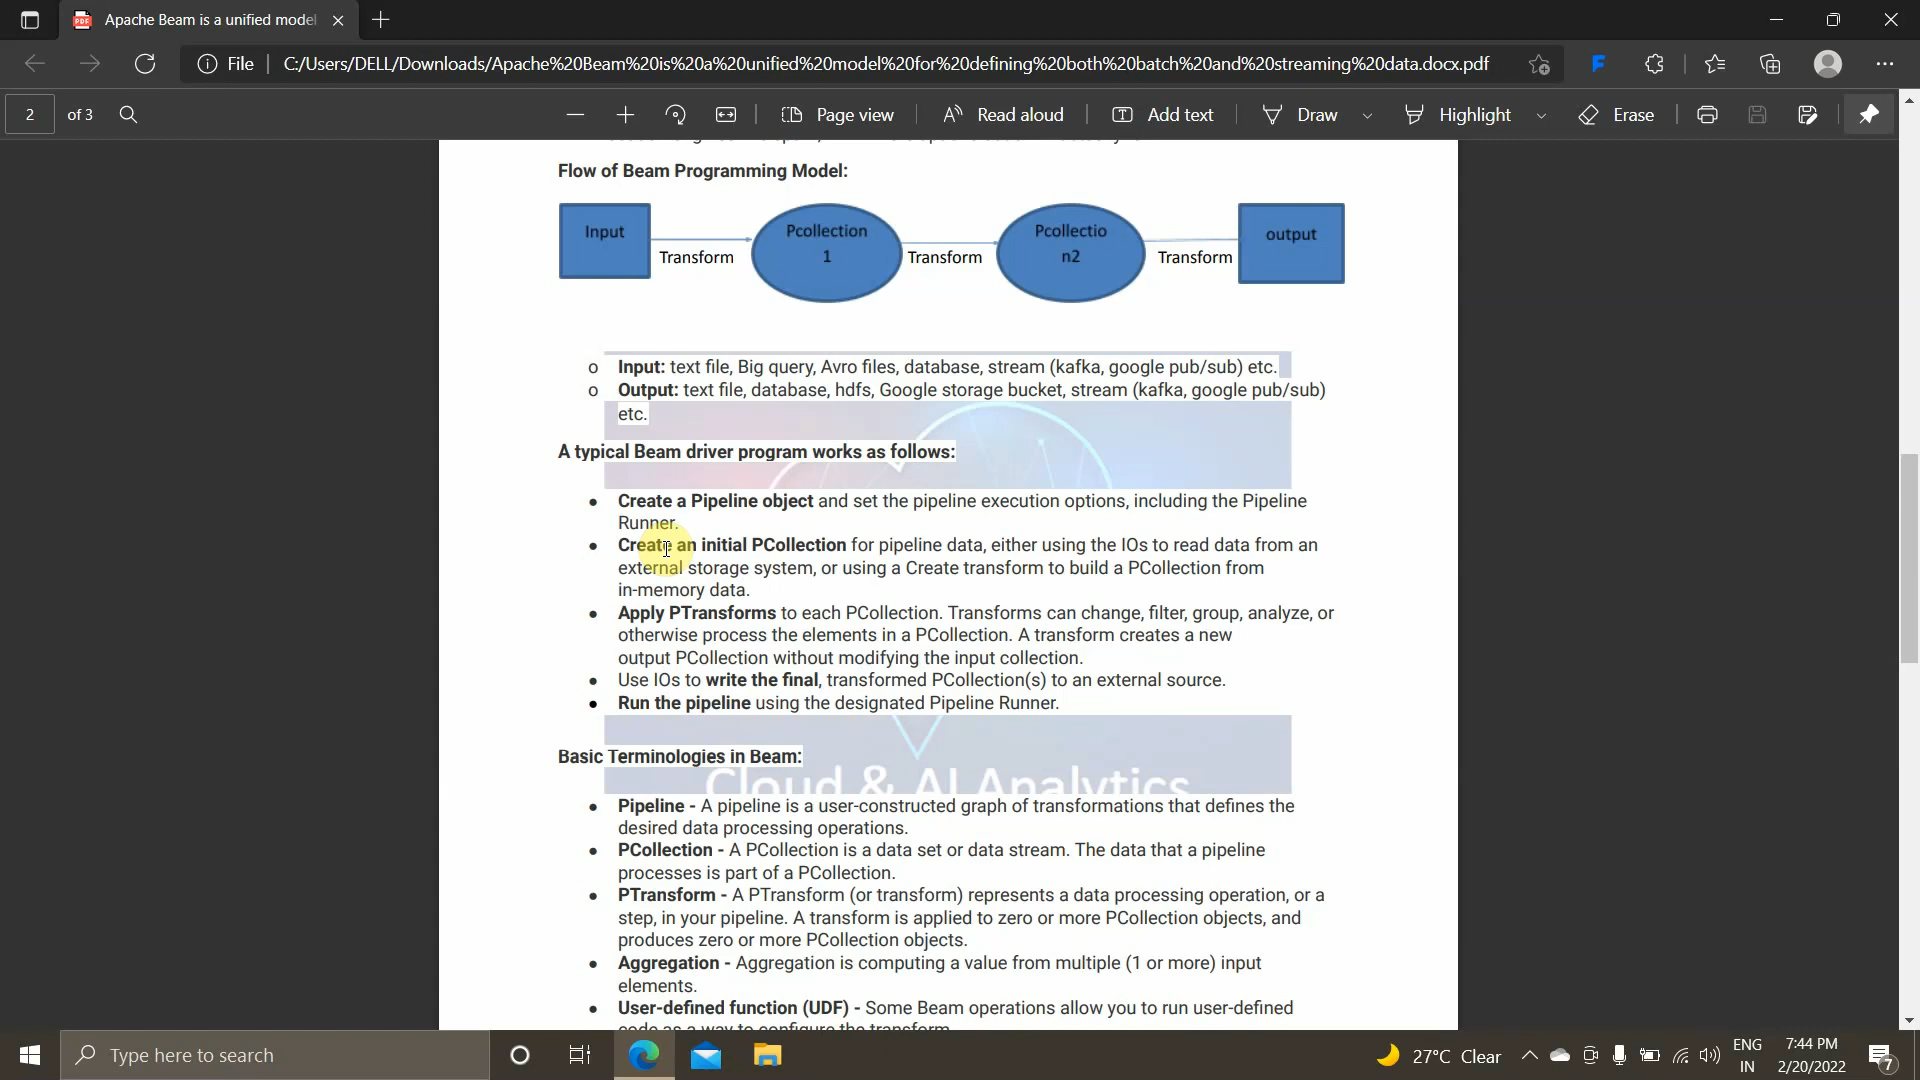 Apache Beam is a unified model
File
C:/Users/DELL/Downloads/Apache%20Beam%20is%20a%20unified%20model%20for%20defining%20both%20batch%20and%20streaming%20data.docx.pdf
2 of 3
Page view
Read aloud
Add text
Draw
Highlight
Erase
Flow of Beam Programming Model:
Input
Transform
Pcollection
1
Transform
Pcollectio
n2
Transform
output
o Input: text file, Big query, Avro files, database, stream (kafka, google pub/sub) etc.
o Output: text file, database, hdfs, Google storage bucket, stream (kafka, google pub/sub)
etc.
A typical Beam driver program works as follows:
• Create a Pipeline object and set the pipeline execution options, including the Pipeline
Runner.
• Create an initial PCollection for pipeline data, either using the IOs to read data from an
external storage system, or using a Create transform to build a PCollection from
in-memory data.
• Apply PTransforms to each PCollection. Transforms can change, filter, group, analyze, or
otherwise process the elements in a PCollection. A transform creates a new
output PCollection without modifying the input collection.
• Use IOs to write the final, transformed PCollection(s) to an external source.
• Run the pipeline using the designated Pipeline Runner.
Basic Terminologies in Beam:
Cloud & AI Analytics
• Pipeline - A pipeline is a user-constructed graph of transformations that defines the
desired data processing operations.
• PCollection - A PCollection is a data set or data stream. The data that a pipeline
processes is part of a PCollection.
• PTransform - A PTransform (or transform) represents a data processing operation, or a
step, in your pipeline. A transform is applied to zero or more PCollection objects, and
produces zero or more PCollection objects.
• Aggregation - Aggregation is computing a value from multiple (1 or more) input
elements.
• User-defined function (UDF) - Some Beam operations allow you to run user-defined
code as a way to configure the transform.
Type here to search
27°C Clear
ENG
IN
7:44 PM
2/20/2022
7